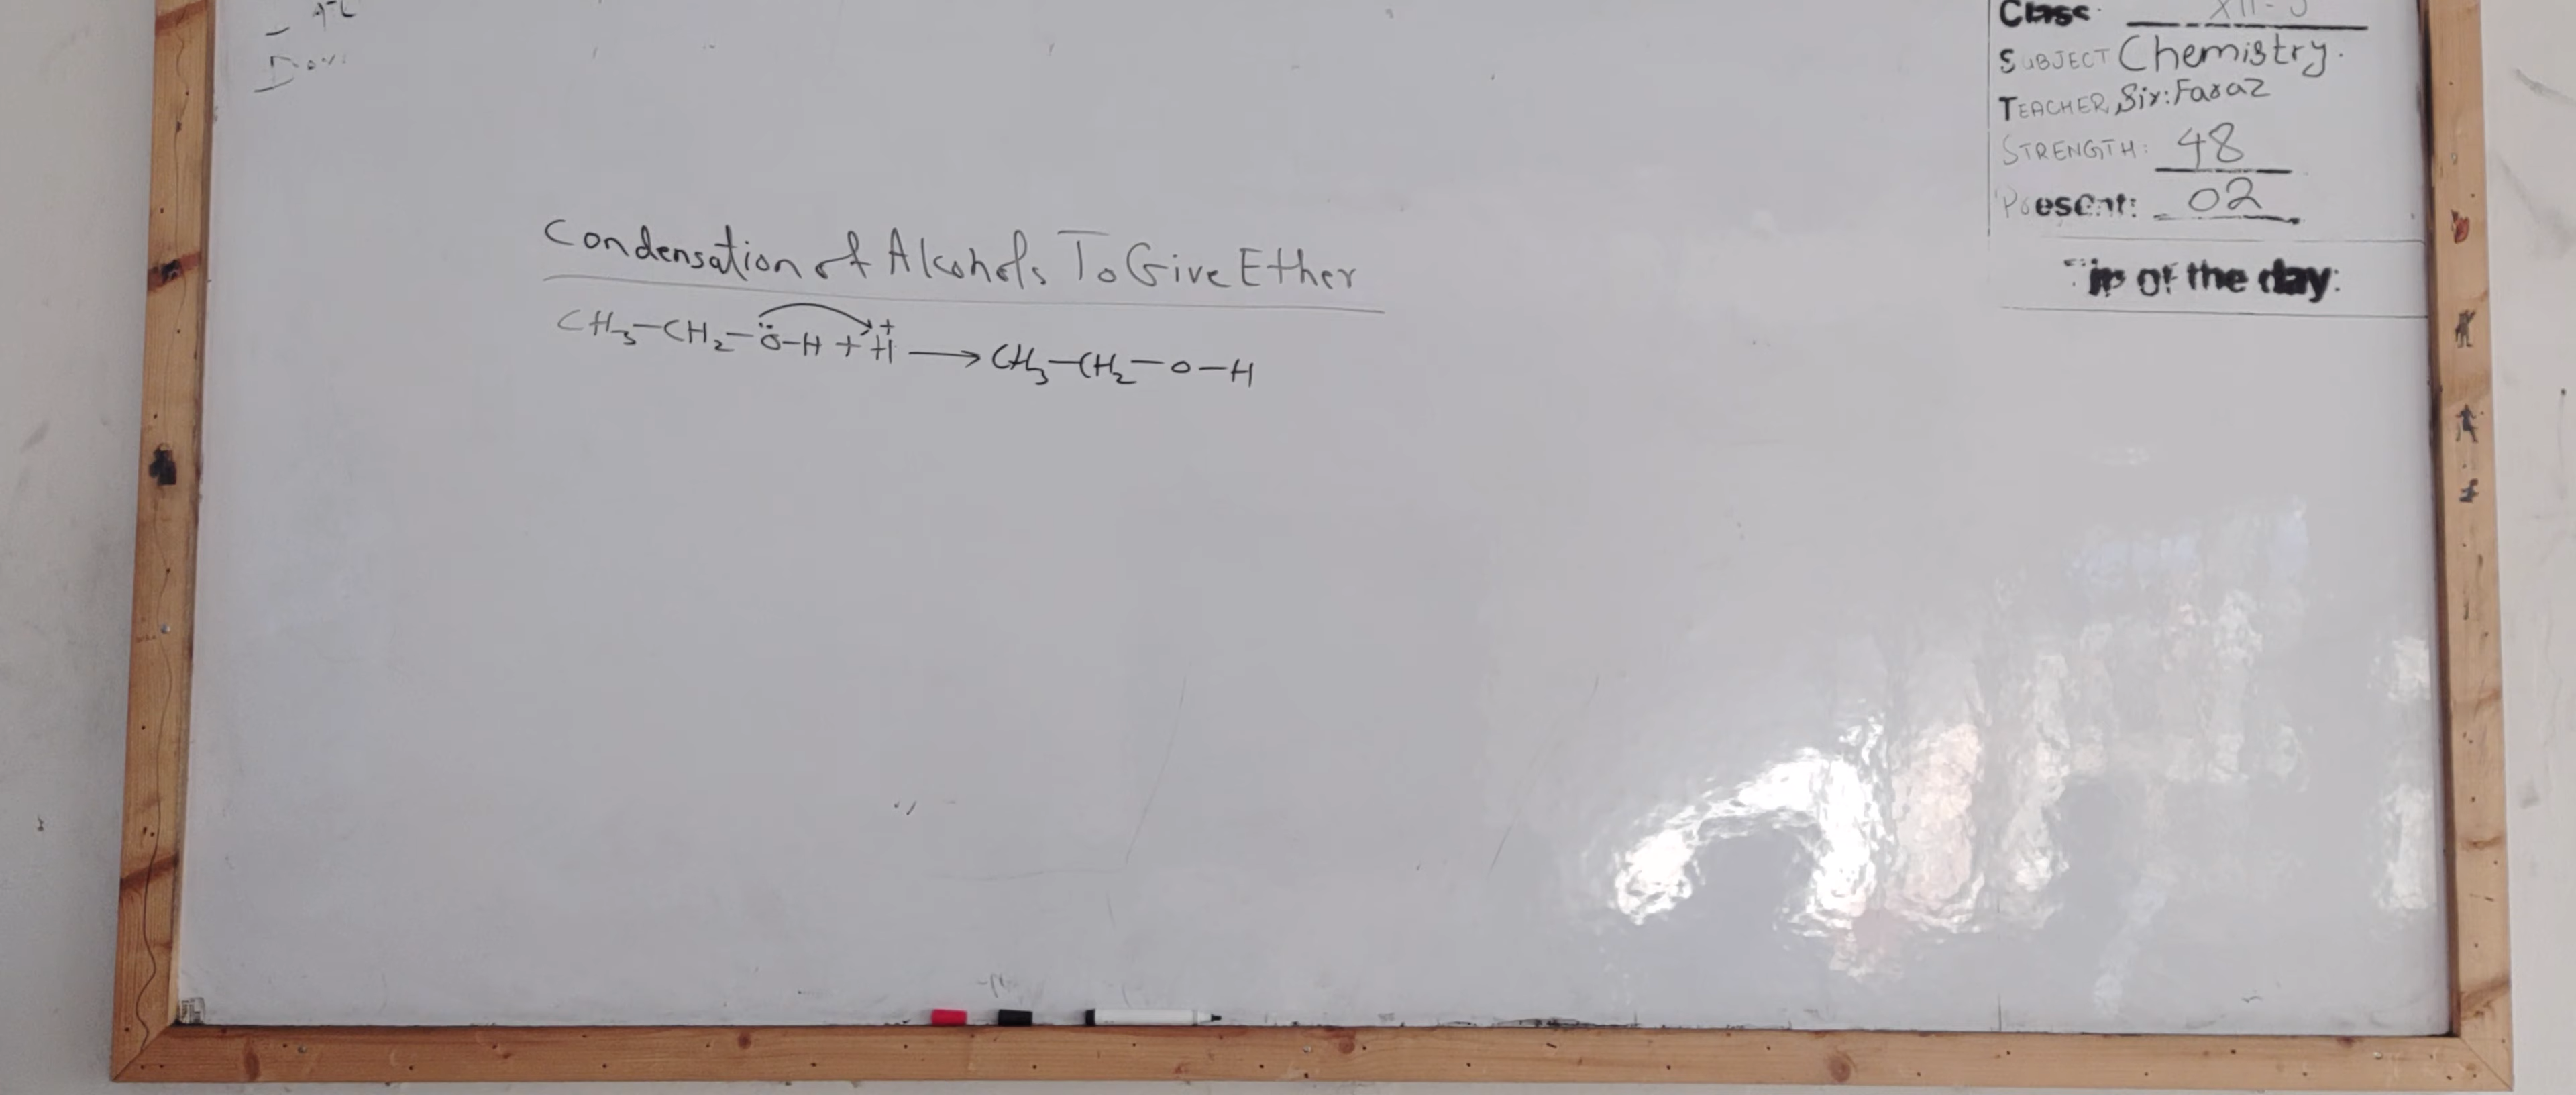 Class XII-J
SUBJECT Chemistry.
TEACHER, Sir: Faraz
STRENGTH: 48
Present: 02
of the day:
Condensation of Alcohols To Give Ether
CH₃–CH₂–Ö–H + H⁺ ⟶ CH₃–CH₂–O–H